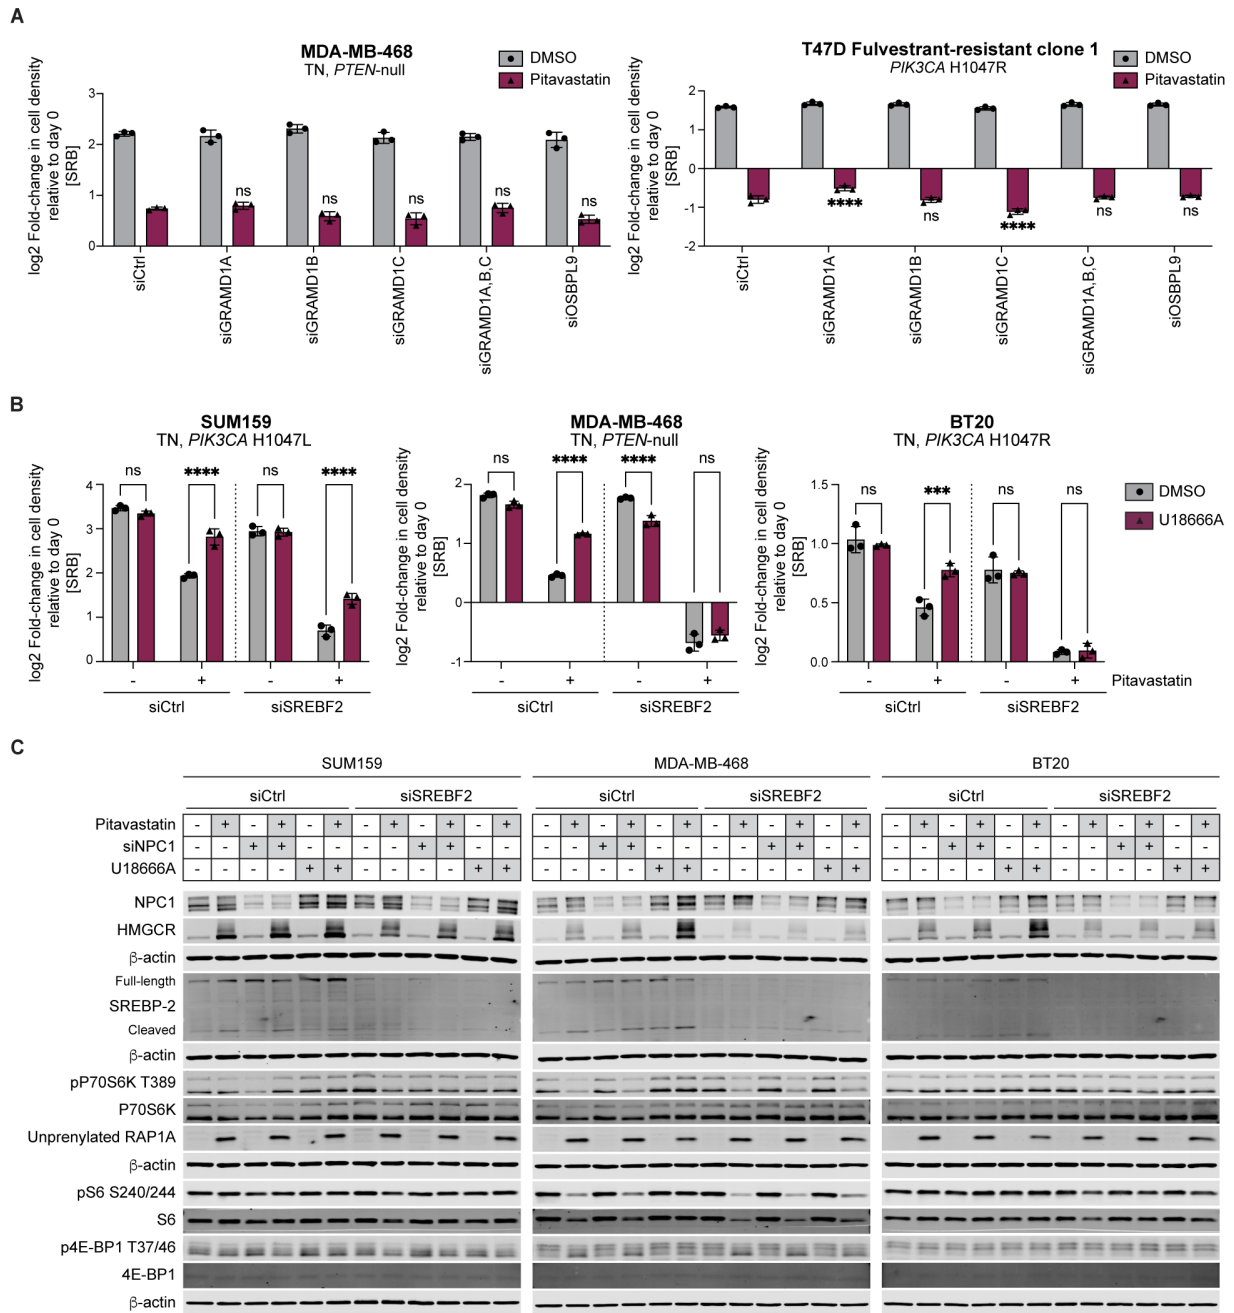 A
MDA-MB-468
TN, PTEN-null
DMSO
Pitavastatin
log2 Fold-change in cell density
relative to day 0
[SRB]
3
2
1
0
ns
ns
ns
ns
ns
siCtrl
siGRAMD1A
siGRAMD1B
siGRAMD1C
siGRAMD1A,B,C
siOSBPL9
T47D Fulvestrant-resistant clone 1
PIK3CA H1047R
DMSO
Pitavastatin
log2 Fold-change in cell density
relative to day 0
[SRB]
2
1
0
-1
-2
****
ns
****
ns
ns
siCtrl
siGRAMD1A
siGRAMD1B
siGRAMD1C
siGRAMD1A,B,C
siOSBPL9
B
SUM159
TN, PIK3CA H1047L
log2 Fold-change in cell density
relative to day 0
[SRB]
4
3
2
1
0
ns
****
ns
****
- + - +
siCtrl siSREBF2
MDA-MB-468
TN, PTEN-null
log2 Fold-change in cell density
relative to day 0
[SRB]
2
1
0
-1
ns
****
****
ns
- + - +
siCtrl siSREBF2
BT20
TN, PIK3CA H1047R
log2 Fold-change in cell density
relative to day 0
[SRB]
1.5
1.0
0.5
0.0
ns
***
ns
ns
- + - + Pitavastatin
siCtrl siSREBF2
DMSO
U18666A
C
SUM159 MDA-MB-468 BT20
siCtrl siSREBF2 siCtrl siSREBF2 siCtrl siSREBF2
Pitavastatin - + - + - + - + - + - + - + - + - + - + - + - + - + - + - + - + - + - +
siNPC1 - - + + - - - - + + - - - - + + - - - - + + - - - - + + - - - - + + - -
U18666A - - - - + + - - - - + + - - - - + + - - - - + + - - - - + + - - - - + +
NPC1
HMGCR
β-actin
Full-length
SREBP-2
Cleaved
β-actin
pP70S6K T389
P70S6K
Unprenylated RAP1A
β-actin
pS6 S240/244
S6
p4E-BP1 T37/46
4E-BP1
β-actin